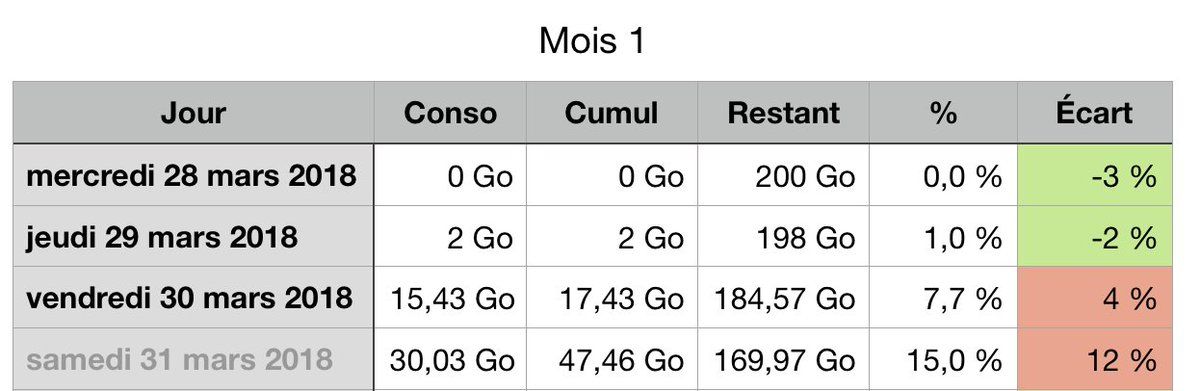 Mois 1
Jour Conso Cumul Restant % Écart
mercredi 28 mars 2018 0 Go 0 Go 200 Go 0,0 % -3 %
jeudi 29 mars 2018 2 Go 2 Go 198 Go 1,0 % -2 %
vendredi 30 mars 2018 15,43 Go 17,43 Go 184,57 Go 7,7 % 4 %
samedi 31 mars 2018 30,03 Go 47,46 Go 169,97 Go 15,0 % 12 %